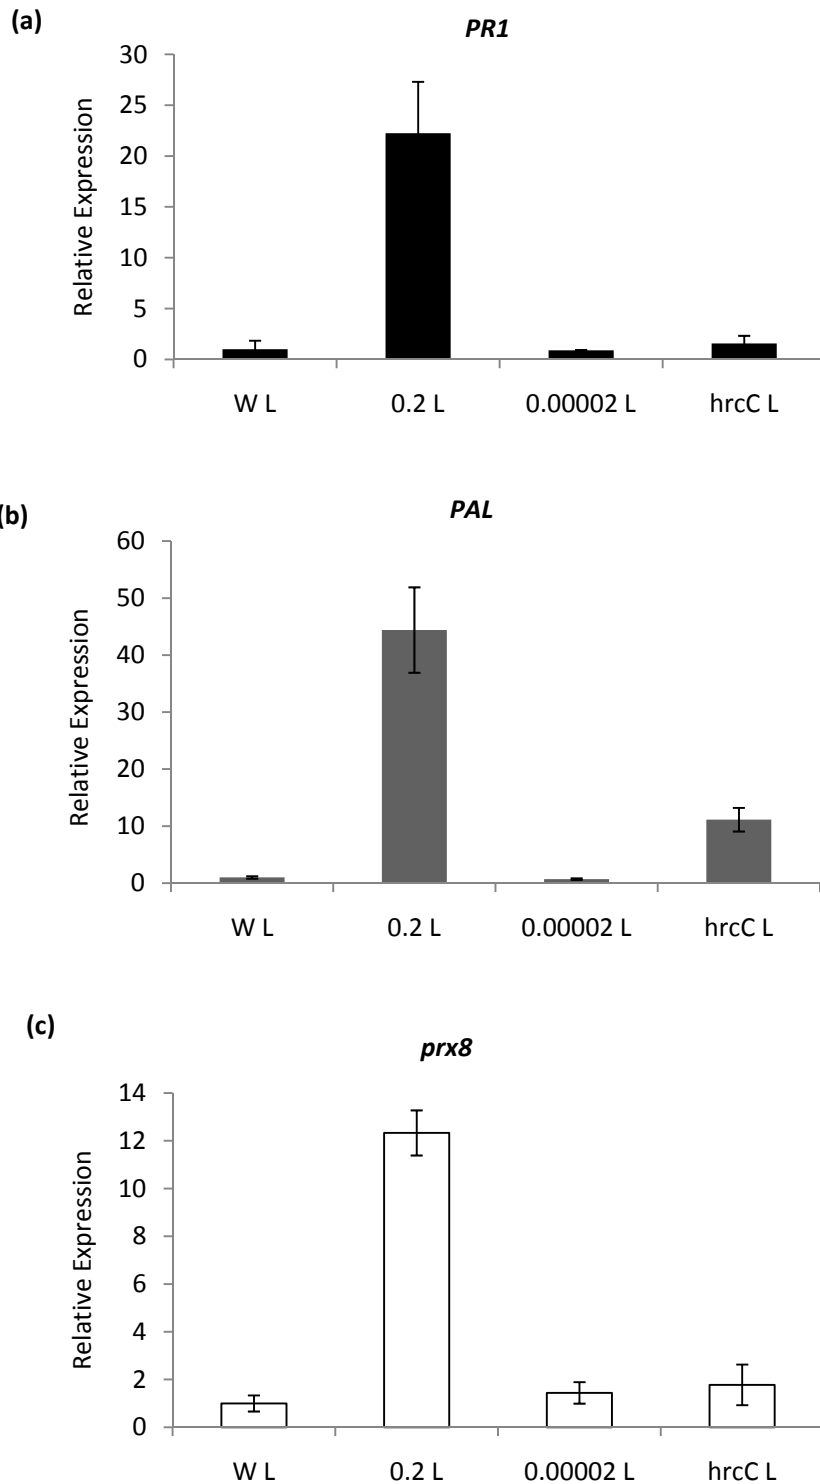 (a)
PR1
Relative Expression
30
25
20
15
10
5
0
W L 0.2 L 0.00002 L hrcC L
(b)
PAL
Relative Expression
60
50
40
30
20
10
0
W L 0.2 L 0.00002 L hrcC L
(c)
prx8
Relative Expression
14
12
10
8
6
4
2
0
W L 0.2 L 0.00002 L hrcC L